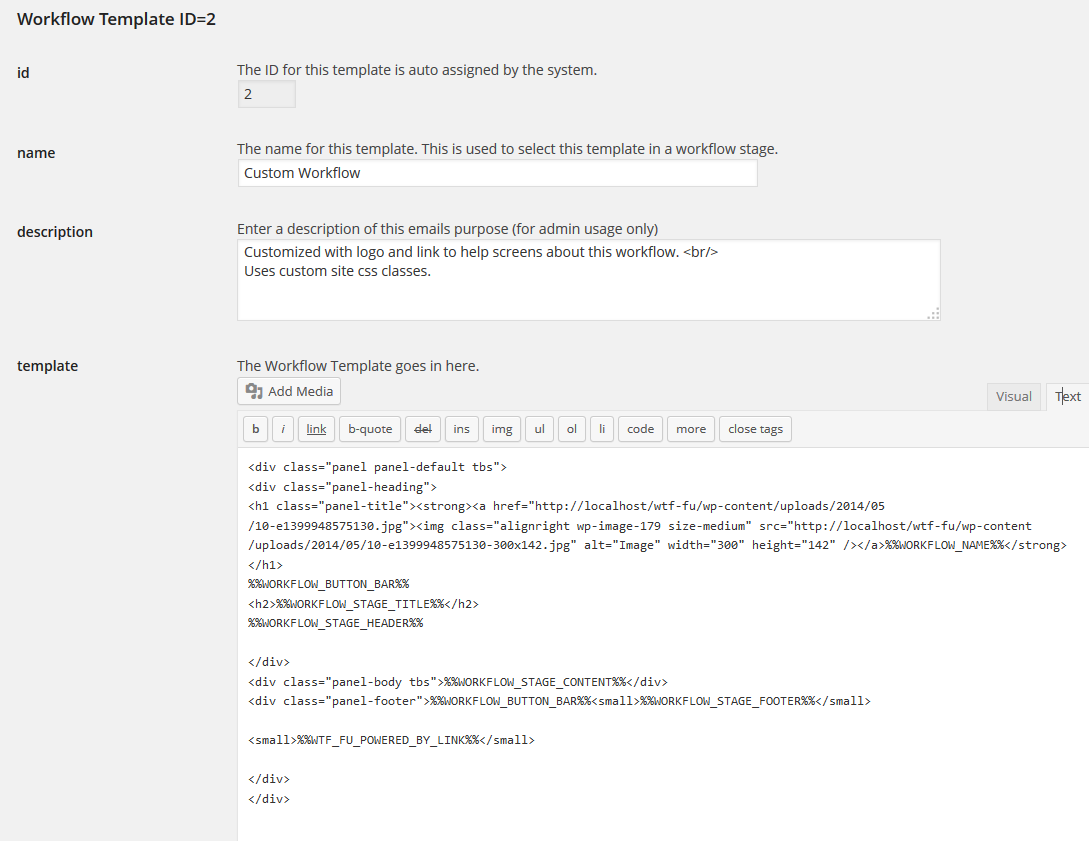 Workflow Template ID=2
id
The ID for this template is auto assigned by the system.
2
name
The name for this template. This is used to select this template in a workflow stage.
Custom Workflow
description
Enter a description of this emails purpose (for admin usage only)
Customized with logo and link to help screens about this workflow. <br/>
Uses custom site css classes.
template
The Workflow Template goes in here.
Add Media
Visual
Text
b i link b-quote del ins img ul ol li code more close tags
<div class="panel panel-default tbs">
<div class="panel-heading">
<h1 class="panel-title"><strong><a href="http://localhost/wtf-fu/wp-content/uploads/2014/05
/10-e1399948575130.jpg"><img class="alignright wp-image-179 size-medium" src="http://localhost/wtf-fu/wp-content
/uploads/2014/05/10-e1399948575130-300x142.jpg" alt="Image" width="300" height="142" /></a>%%WORKFLOW_NAME%%</strong>
</h1>
%%WORKFLOW_BUTTON_BAR%%
<h2>%%WORKFLOW_STAGE_TITLE%%</h2>
%%WORKFLOW_STAGE_HEADER%%
</div>
<div class="panel-body tbs">%%WORKFLOW_STAGE_CONTENT%%</div>
<div class="panel-footer">%%WORKFLOW_BUTTON_BAR%%<small>%%WORKFLOW_STAGE_FOOTER%%</small>
<small>%%WTF_FU_POWERED_BY_LINK%%</small>
</div>
</div>